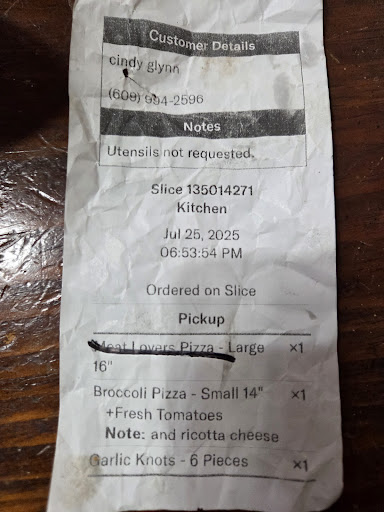 Customer Details
cindy glynn
(609) 994-2596
Notes
Utensils not requested.
Slice 135014271
Kitchen
Jul 25, 2025
06:53:54 PM
Ordered on Slice
Pickup
Meat Lovers Pizza - Large ×1
16"
Broccoli Pizza - Small 14" ×1
+Fresh Tomatoes
Note: and ricotta cheese
Garlic Knots - 6 Pieces ×1